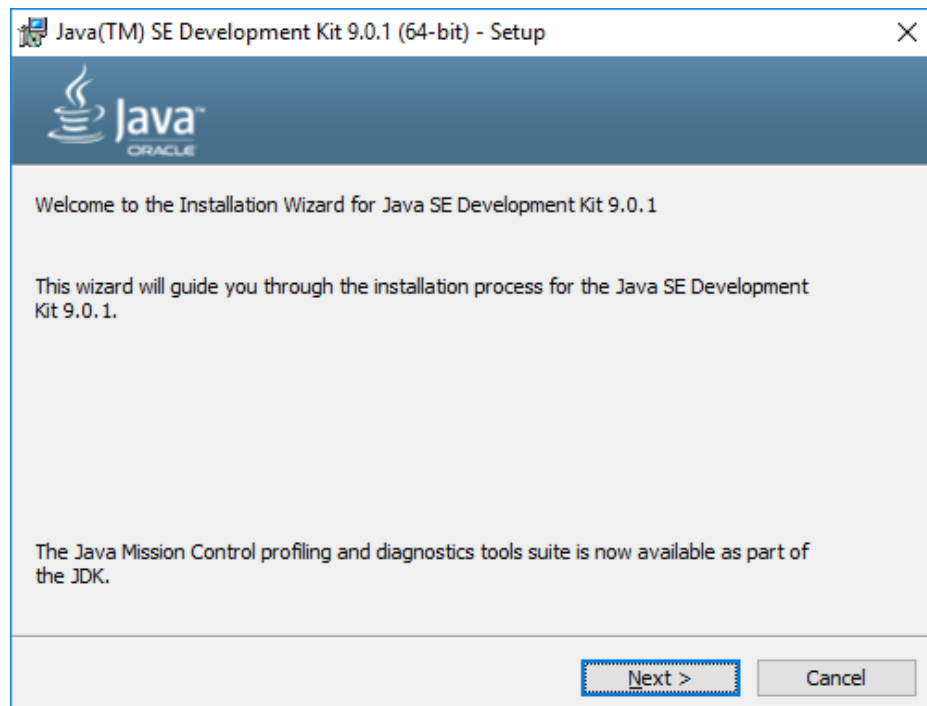 Java(TM) SE Development Kit 9.0.1 (64-bit) - Setup
Java™
ORACLE
Welcome to the Installation Wizard for Java SE Development Kit 9.0.1
This wizard will guide you through the installation process for the Java SE Development
Kit 9.0.1.
The Java Mission Control profiling and diagnostics tools suite is now available as part of
the JDK.
Next >
Cancel